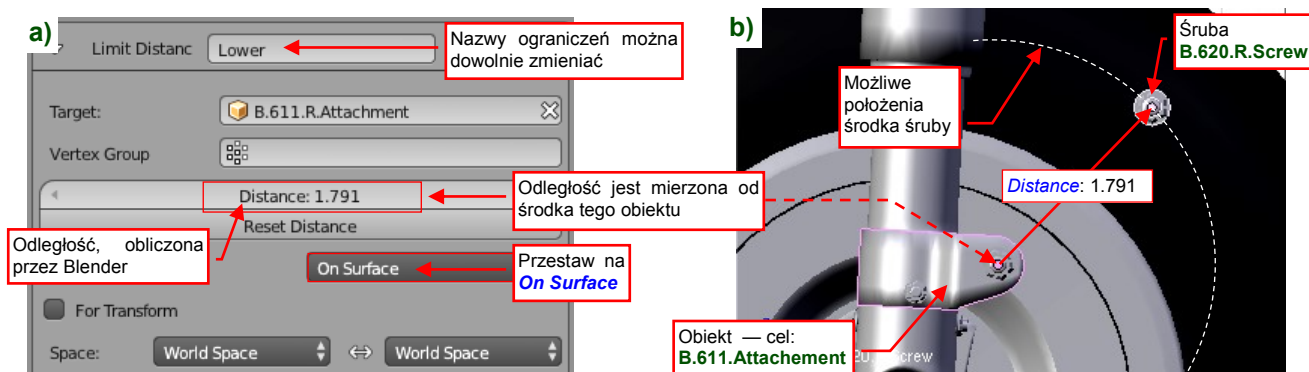 a)
Limit Distanc
Lower
Nazwy ograniczeń można
dowolnie zmieniać
Target:
B.611.R.Attachment
Vertex Group
Distance: 1.791
Reset Distance
Odległość jest mierzona od
środka tego obiektu
Odległość, obliczona
przez Blender
On Surface
Przestaw na
On Surface
For Transform
Space:
World Space
World Space
b)
Śruba
B.620.R.Screw
Możliwe
położenia
środka śruby
Distance: 1.791
Obiekt — cel:
B.611.Attachement